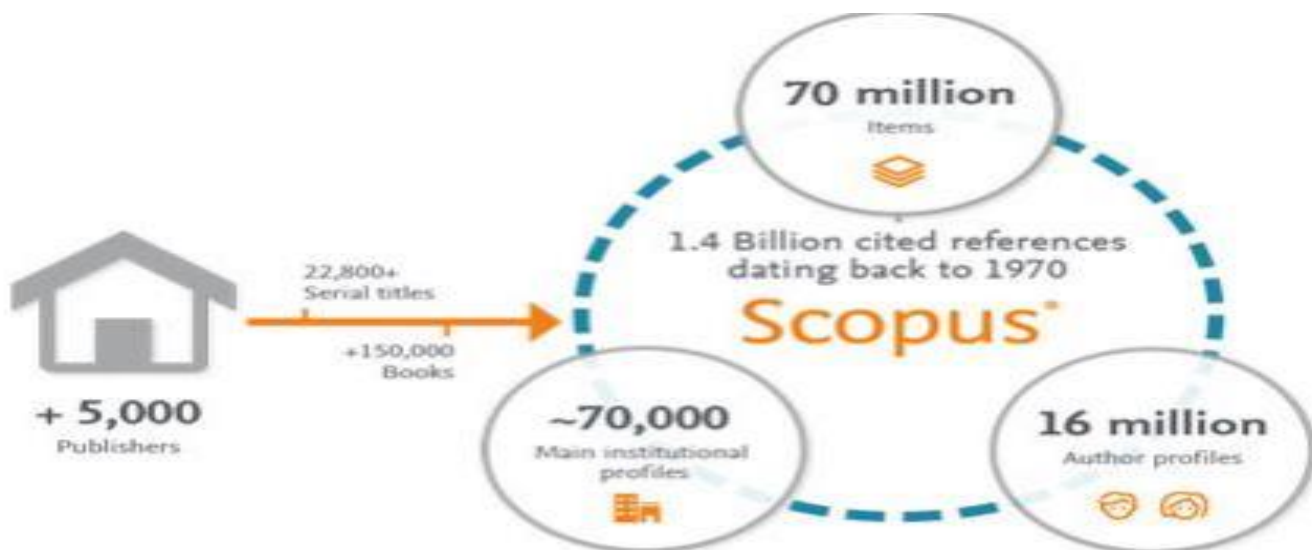 70 million
Items
1.4 Billion cited references
dating back to 1970
Scopus®
22,800+
Serial titles
+150,000
Books
+ 5,000
Publishers
~70,000
Main institutional
profiles
16 million
Author profiles